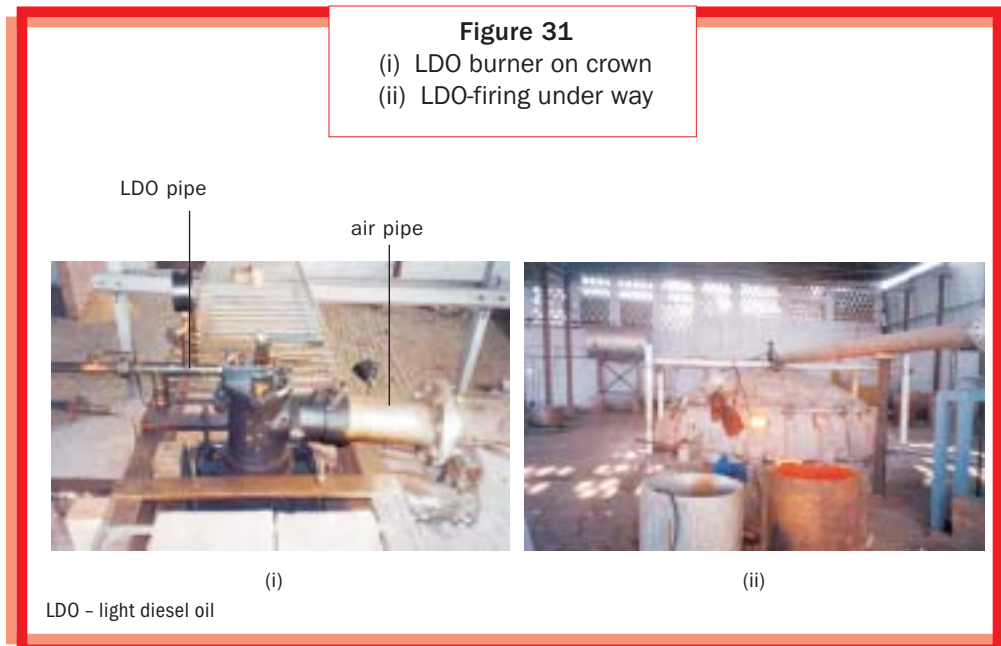 Figure 31
(i) LDO burner on crown
(ii) LDO-firing under way
LDO pipe
air pipe
(i)
(ii)
LDO – light diesel oil